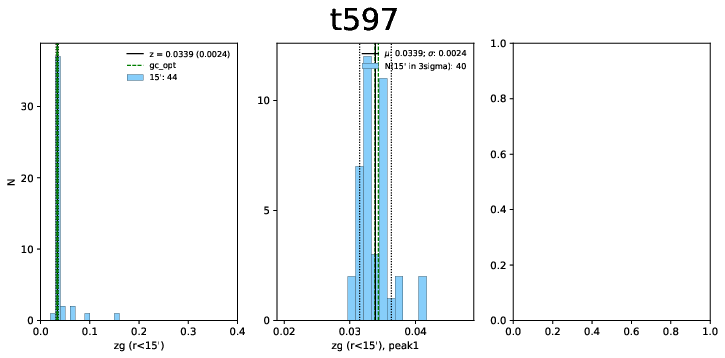 t597
z = 0.0339 (0.0024)
gc_opt
15': 44
N
30
20
10
0
0.0 0.1 0.2 0.3 0.4
zg (r<15')
μ: 0.0339; σ: 0.0024
N(15' in 3sigma): 40
10
5
0
0.02 0.03 0.04
zg (r<15'), peak1
1.0
0.8
0.6
0.4
0.2
0.0
0.0 0.2 0.4 0.6 0.8 1.0